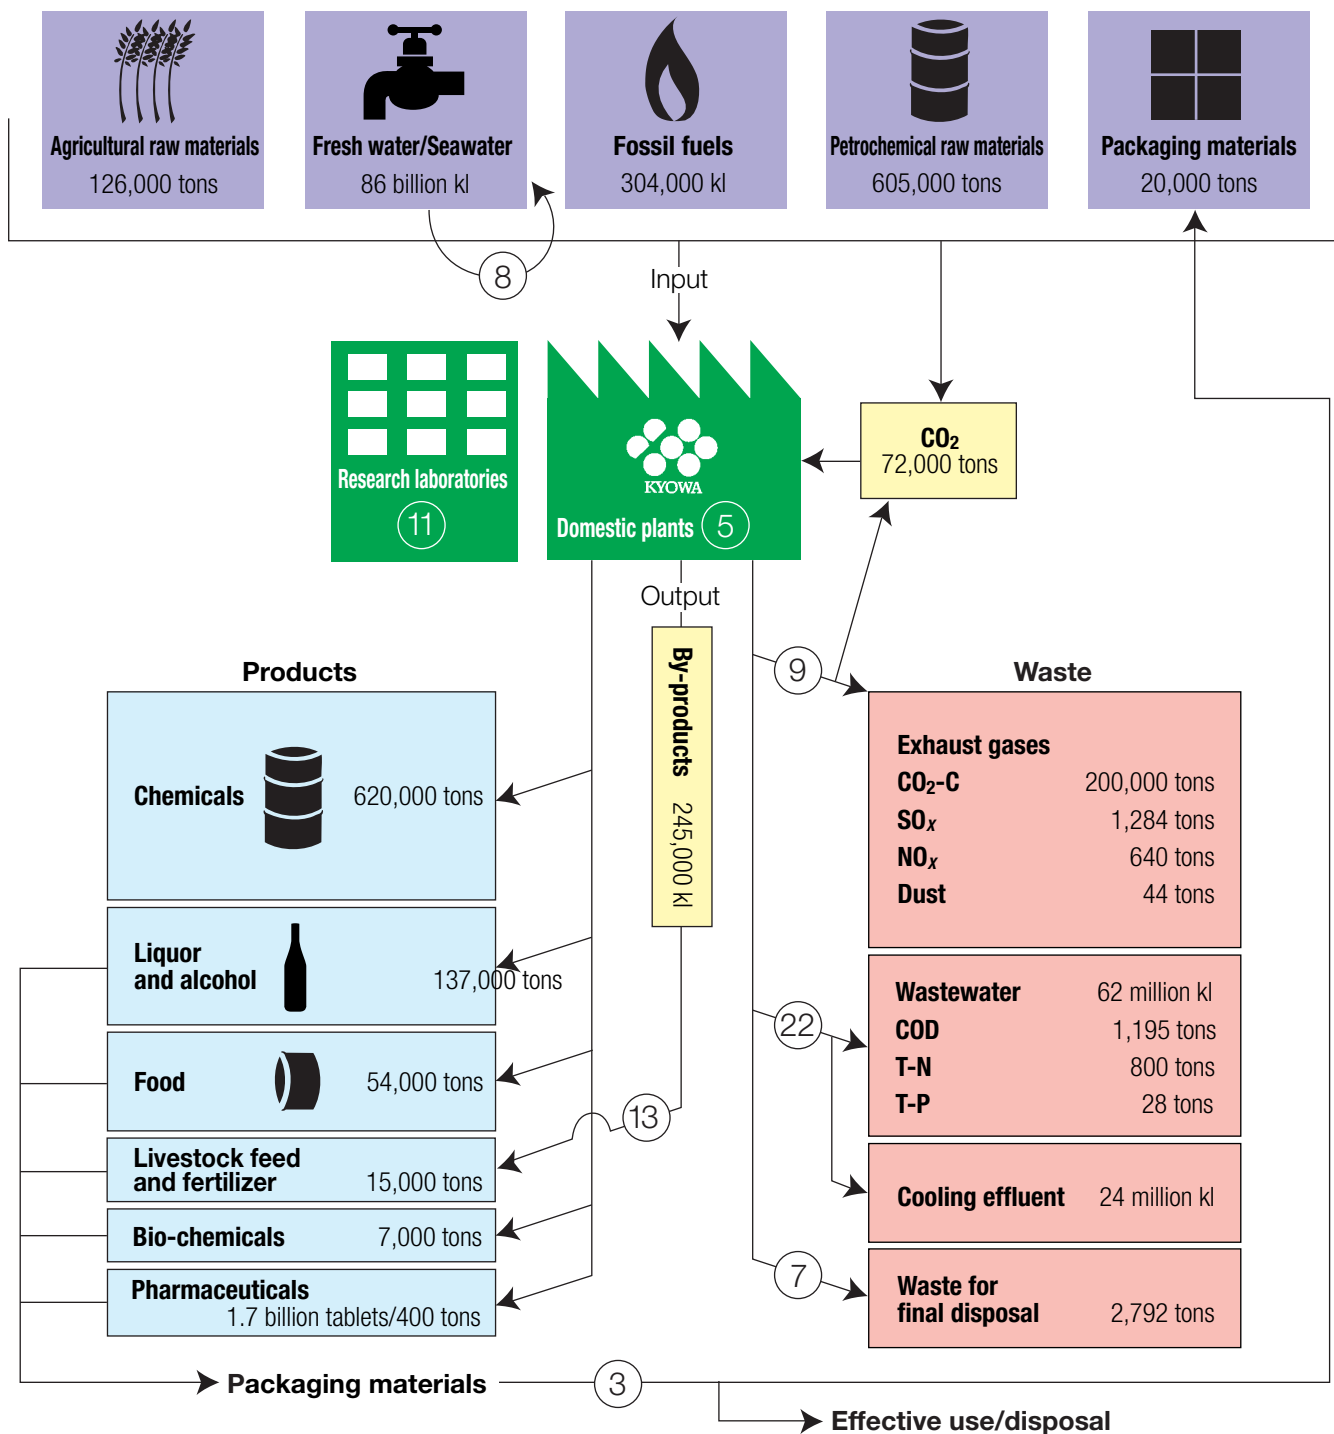 Agricultural raw materials
126,000 tons
Fresh water/Seawater
86 billion kl
Fossil fuels
304,000 kl
Petrochemical raw materials
605,000 tons
Packaging materials
20,000 tons
8
Input
Research laboratories
11
KYOWA
Domestic plants 5
CO2
72,000 tons
Output
By-products 245,000 kl
Products
Chemicals 620,000 tons
Liquor
and alcohol 137,000 tons
Food 54,000 tons
13
Livestock feed
and fertilizer 15,000 tons
Bio-chemicals 7,000 tons
Pharmaceuticals
1.7 billion tablets/400 tons
9
Waste
Exhaust gases
CO2-C 200,000 tons
SOx 1,284 tons
NOx 640 tons
Dust 44 tons
22
Wastewater 62 million kl
COD 1,195 tons
T-N 800 tons
T-P 28 tons
Cooling effluent 24 million kl
7
Waste for
final disposal 2,792 tons
Packaging materials 3
Effective use/disposal